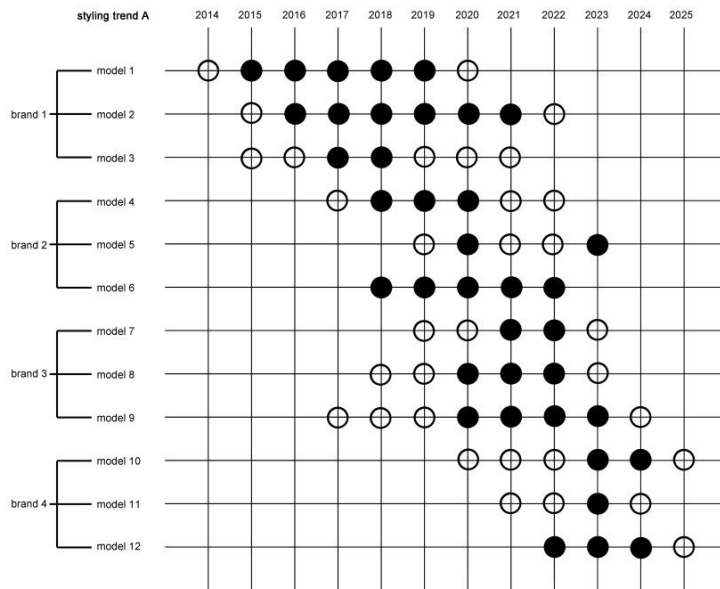 styling trend A 2014 2015 2016 2017 2018 2019 2020 2021 2022 2023 2024 2025
model 1
brand 1 model 2
model 3
model 4
brand 2 model 5
model 6
model 7
brand 3 model 8
model 9
model 10
brand 4 model 11
model 12